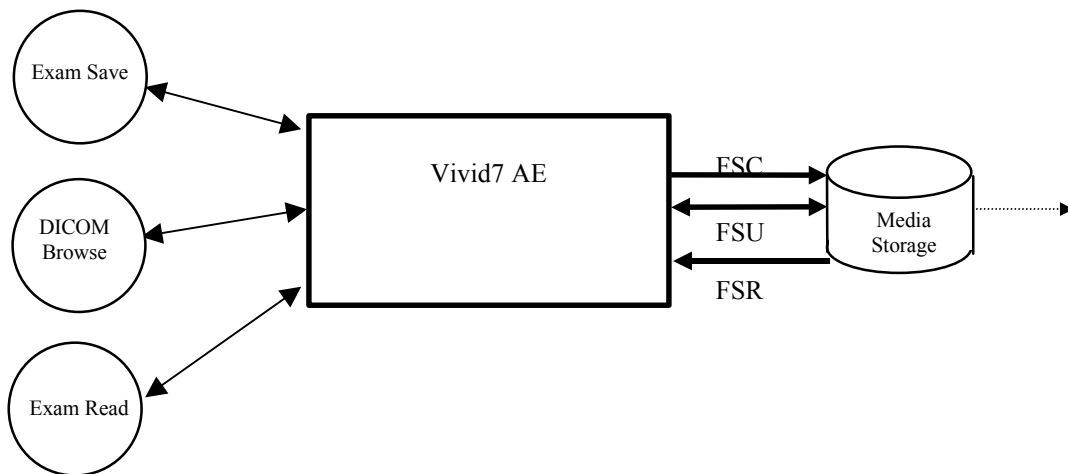 Exam Save
Vivid7 AE
FSC
DICOM
Browse
FSU
Media
Storage
FSR
Exam Read